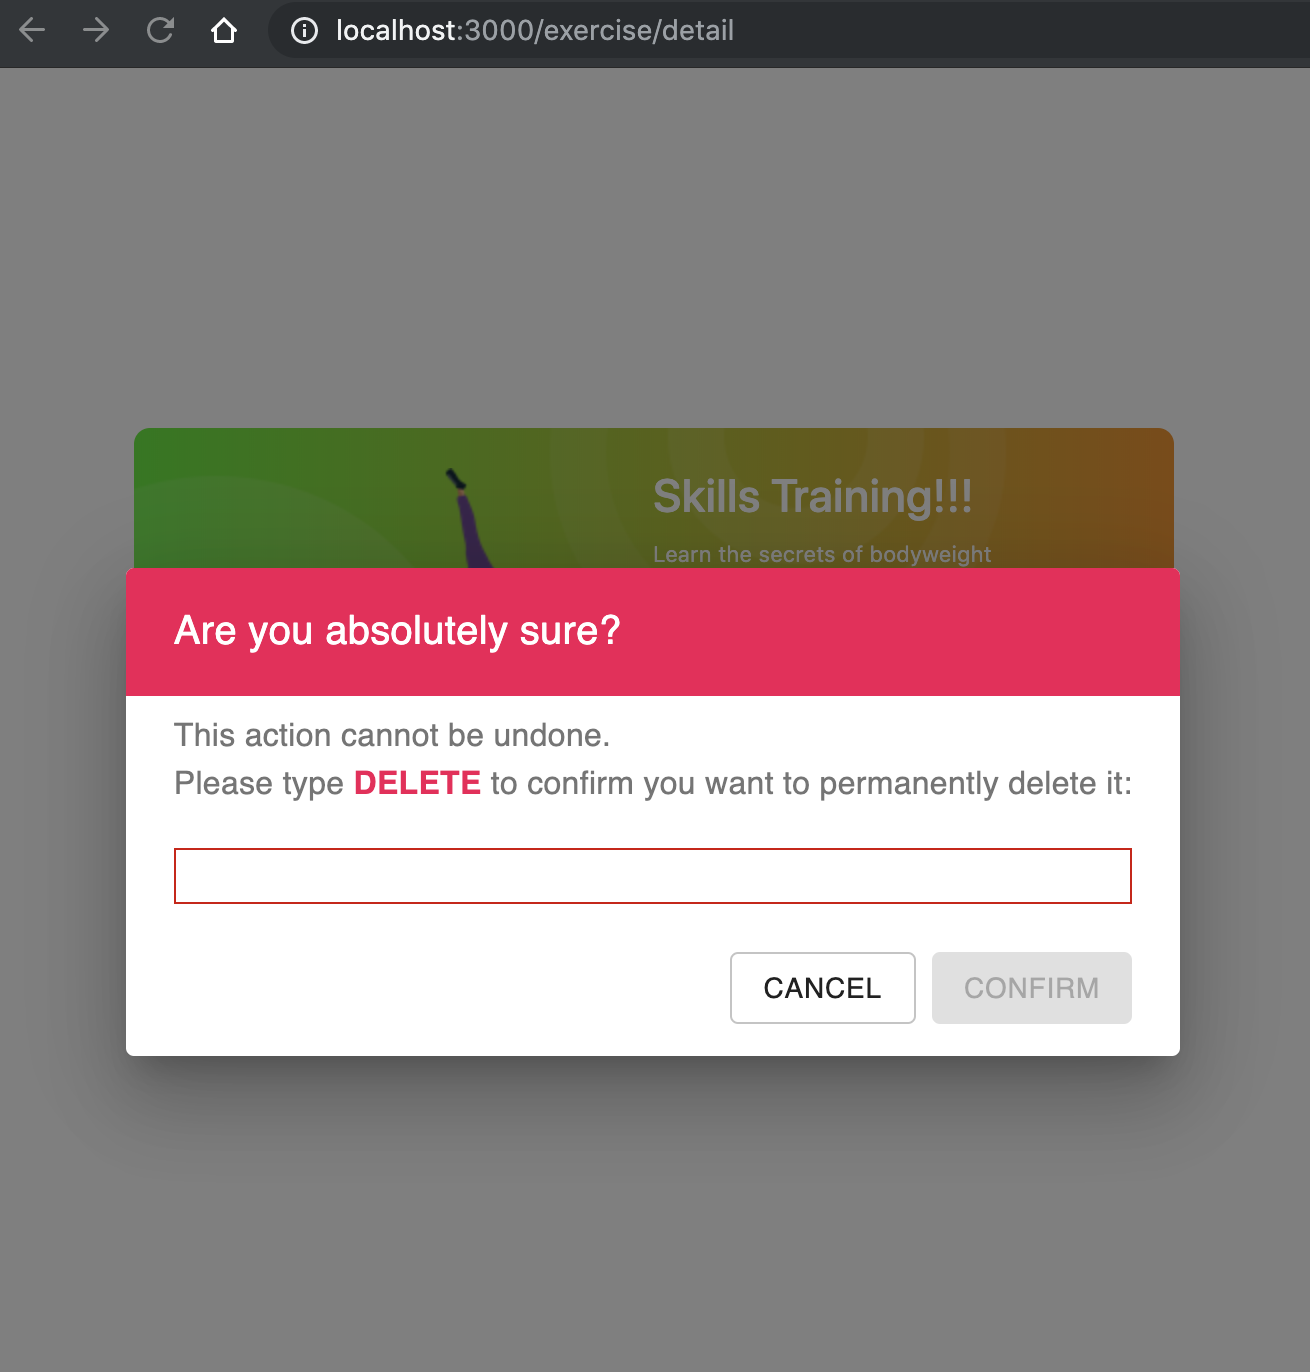 localhost:3000/exercise/detail
Skills Training!!!
Learn the secrets of bodyweight
Are you absolutely sure?
This action cannot be undone.
Please type DELETE to confirm you want to permanently delete it:
CANCEL CONFIRM